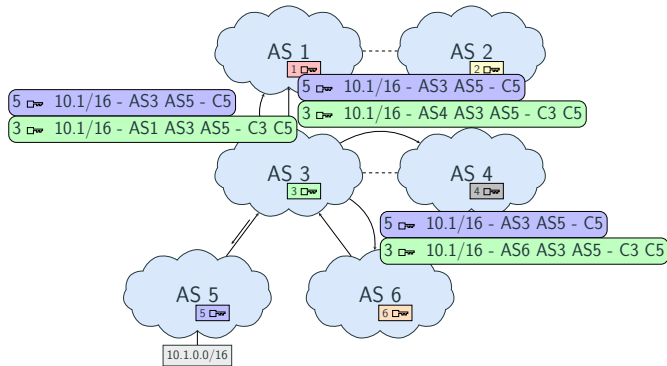 AS 1
AS 2
1
2
5 10.1/16 - AS3 AS5 - C5
3 10.1/16 - AS1 AS3 AS5 - C3 C5
5 10.1/16 - AS3 AS5 - C5
3 10.1/16 - AS4 AS3 AS5 - C3 C5
AS 3
AS 4
3
4
5 10.1/16 - AS3 AS5 - C5
3 10.1/16 - AS6 AS3 AS5 - C3 C5
AS 5
AS 6
5
6
10.1.0.0/16